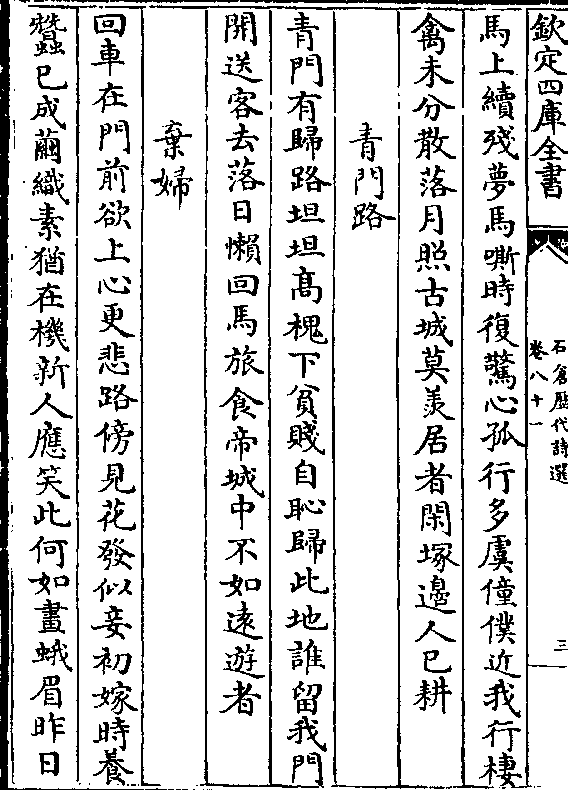 欽定四庫全書
石倉歴代詩選
卷八十一
三
馬上續殘夢馬嘶時復驚心孤行多虞僮僕近我行棲
禽未分散落月照古城莫羡居者閑塚邊人已耕
青門路
青門有歸路坦坦髙槐下貧賤自恥歸此地誰留我門
開送客去落日懶回馬旅食帝城中不如逺遊者
棄婦
回車在門前欲上心更悲路傍見花發似妾初嫁時養
蠶已成繭織素猶在機新人應笑此何如畫蛾眉昨日